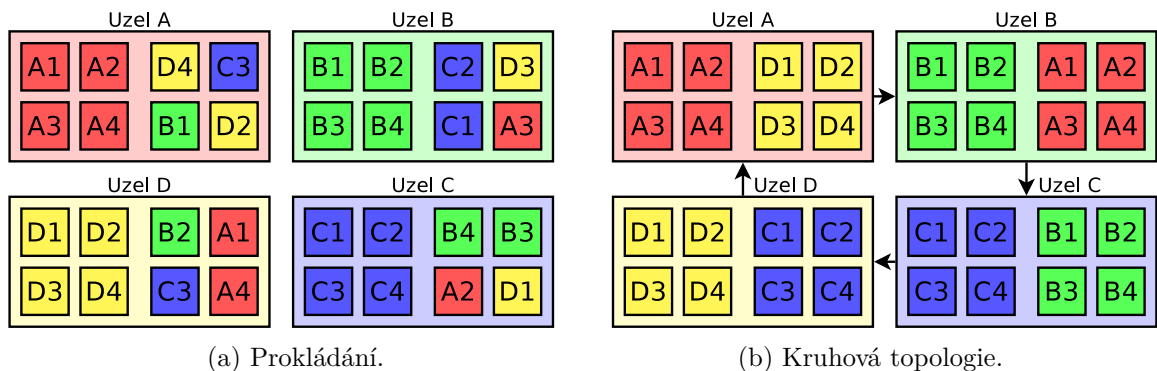 Uzel A
A1 A2 D4 C3
A3 A4 B1 D2
Uzel B
B1 B2 C2 D3
B3 B4 C1 A3
Uzel D
D1 D2 B2 A1
D3 D4 C3 A4
Uzel C
C1 C2 B4 B3
C3 C4 A2 D1
(a) Prokládání.
Uzel A
A1 A2 D1 D2
A3 A4 D3 D4
Uzel B
B1 B2 A1 A2
B3 B4 A3 A4
Uzel D
D1 D2 C1 C2
D3 D4 C3 C4
Uzel C
C1 C2 B1 B2
C3 C4 B3 B4
(b) Kruhová topologie.